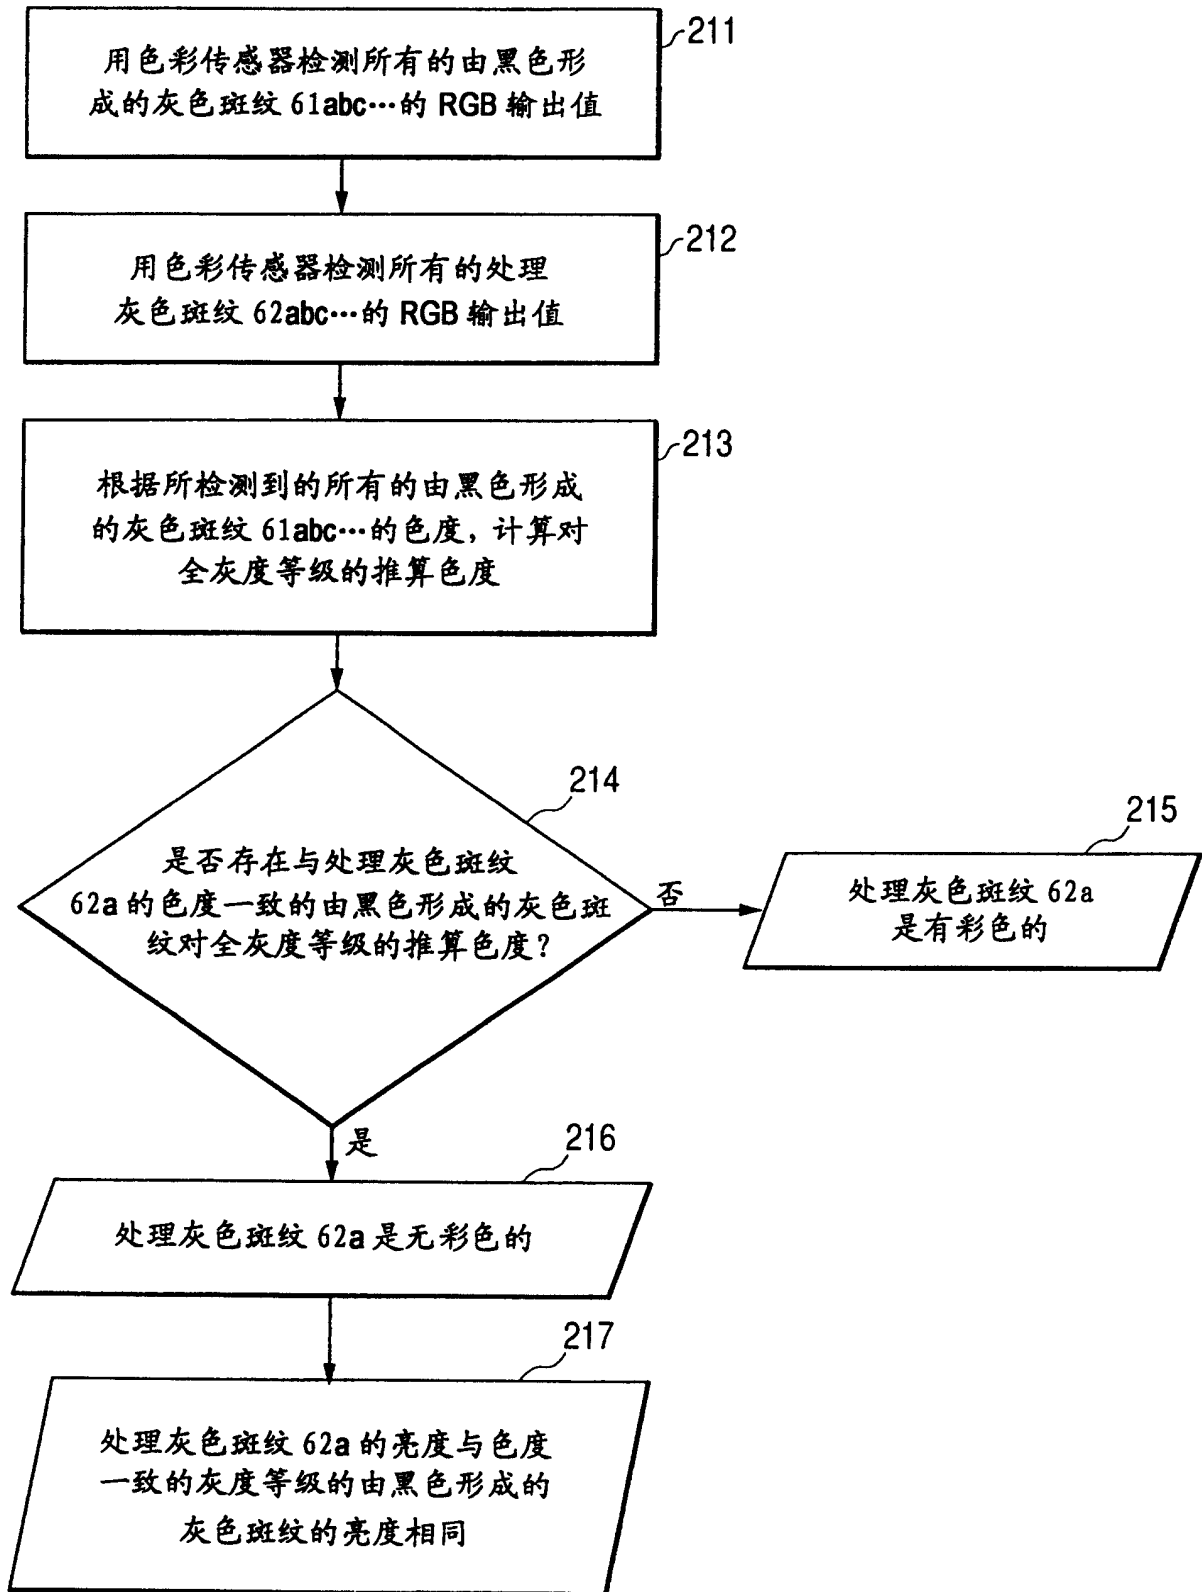 211
用色彩传感器检测所有的由黑色形
成的灰色斑纹 61abc…的 RGB 输出值
212
用色彩传感器检测所有的处理
灰色斑纹 62abc…的 RGB 输出值
213
根据所检测到的所有的由黑色形成
的灰色斑纹 61abc…的色度，计算对
全灰度等级的推算色度
214
是否存在与处理灰色斑纹
62a 的色度一致的由黑色形成的灰色斑
纹对全灰度等级的推算色度？
否
215
处理灰色斑纹 62a
是有彩色的
是
216
处理灰色斑纹 62a 是无彩色的
217
处理灰色斑纹 62a 的亮度与色度
一致的灰度等级的由黑色形成的
灰色斑纹的亮度相同